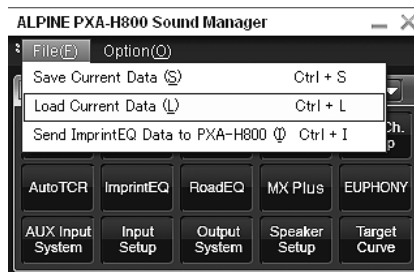 ALPINE PXA-H800 Sound Manager
File(F) Option(O)
Save Current Data (S) Ctrl + S
Load Current Data (L) Ctrl + L
Send ImprintEQ Data to PXA-H800 (I) Ctrl + I
Ch.
AutoTCR ImprintEQ RoadEQ MX Plus EUPHONY
AUX Input System Input Setup Output System Speaker Setup Target Curve